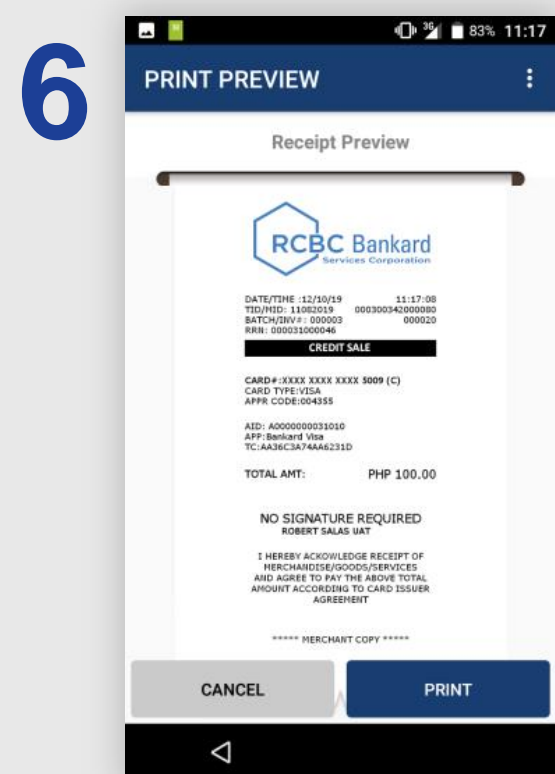 6
36 83% 11:17
PRINT PREVIEW
Receipt Preview
RCBC Bankard
Services Corporation
DATE/TIME :12/10/19 11:17:08
TID/MID: 11082019 000300342000080
BATCH/INV#: 000003 000020
RRN: 000031000046
CREDIT SALE
CARD#:XXXX XXXX XXXX 5009 (C)
CARD TYPE:VISA
APPR CODE:004355
AID: A0000000031010
APP:Bankard Visa
TC:AA36C3A74AA6231D
TOTAL AMT: PHP 100.00
NO SIGNATURE REQUIRED
ROBERT SALAS UAT
I HEREBY ACKOWLEDGE RECEIPT OF
MERCHANDISE/GOODS/SERVICES
AND AGREE TO PAY THE ABOVE TOTAL
AMOUNT ACCORDING TO CARD ISSUER
AGREEMENT
***** MERCHANT COPY *****
CANCEL PRINT